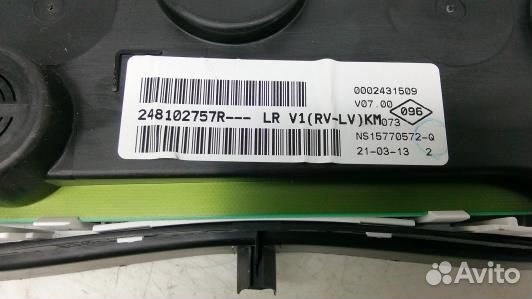 0002431509
V07.00
096
248102757R--- LR V1(RV~LV)KM
073
NS15770572-Q
21-03-13 2
Avito